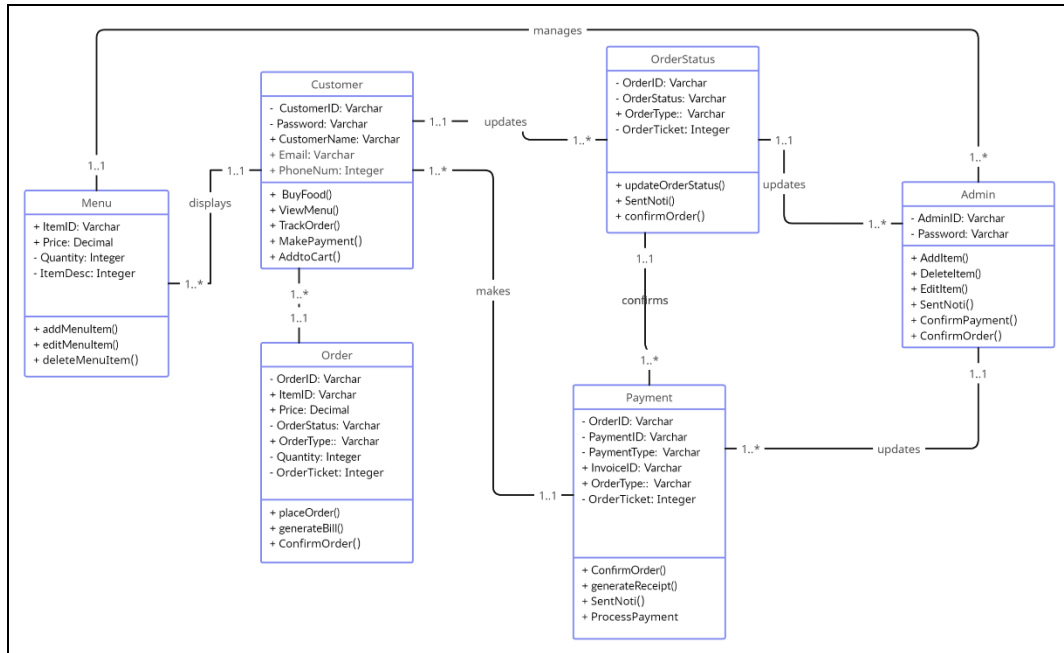 manages
OrderStatus
- OrderID: Varchar
- OrderStatus: Varchar
+ OrderType:: Varchar
- OrderTicket: Integer
+ updateOrderStatus()
+ SentNoti()
+ confirmOrder()
Customer
- CustomerID: Varchar
- Password: Varchar
+ CustomerName: Varchar
+ Email: Varchar
+ PhoneNum: Integer
+ BuyFood()
+ ViewMenu()
+ TrackOrder()
+ MakePayment()
+ AddtoCart()
1..1
updates
1..*
1..1
updates
1..*
1..1
1..*
1..1
displays
1..*
1..*
makes
1..1
Menu
+ ItemID: Varchar
+ Price: Decimal
- Quantity: Integer
- ItemDesc: Integer
+ addMenuItem()
+ editMenuItem()
+ deleteMenuItem()
Admin
- AdminID: Varchar
- Password: Varchar
+ AddItem()
+ DeleteItem()
+ EditItem()
+ SentNoti()
+ ConfirmPayment()
+ ConfirmOrder()
1..1
confirms
1..*
1..*
1..1
Order
- OrderID: Varchar
+ ItemID: Varchar
+ Price: Decimal
- OrderStatus: Varchar
+ OrderType:: Varchar
- Quantity: Integer
- OrderTicket: Integer
+ placeOrder()
+ generateBill()
+ ConfirmOrder()
1..1
updates
1..*
Payment
- OrderID: Varchar
- PaymentID: Varchar
- PaymentType: Varchar
+ InvoiceID: Varchar
+ OrderType:: Varchar
- OrderTicket: Integer
+ ConfirmOrder()
+ generateReceipt()
+ SentNoti()
+ ProcessPayment